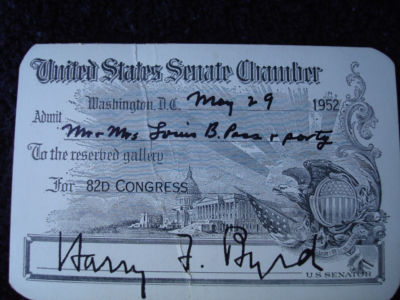 United States Senate Chamber
Washington, D.C. May 29 1952
Admit Mr + Mrs Louis B. Pass + party
To the reserved gallery
For 82D CONGRESS
Harry F. Byrd
U.S. SENATOR